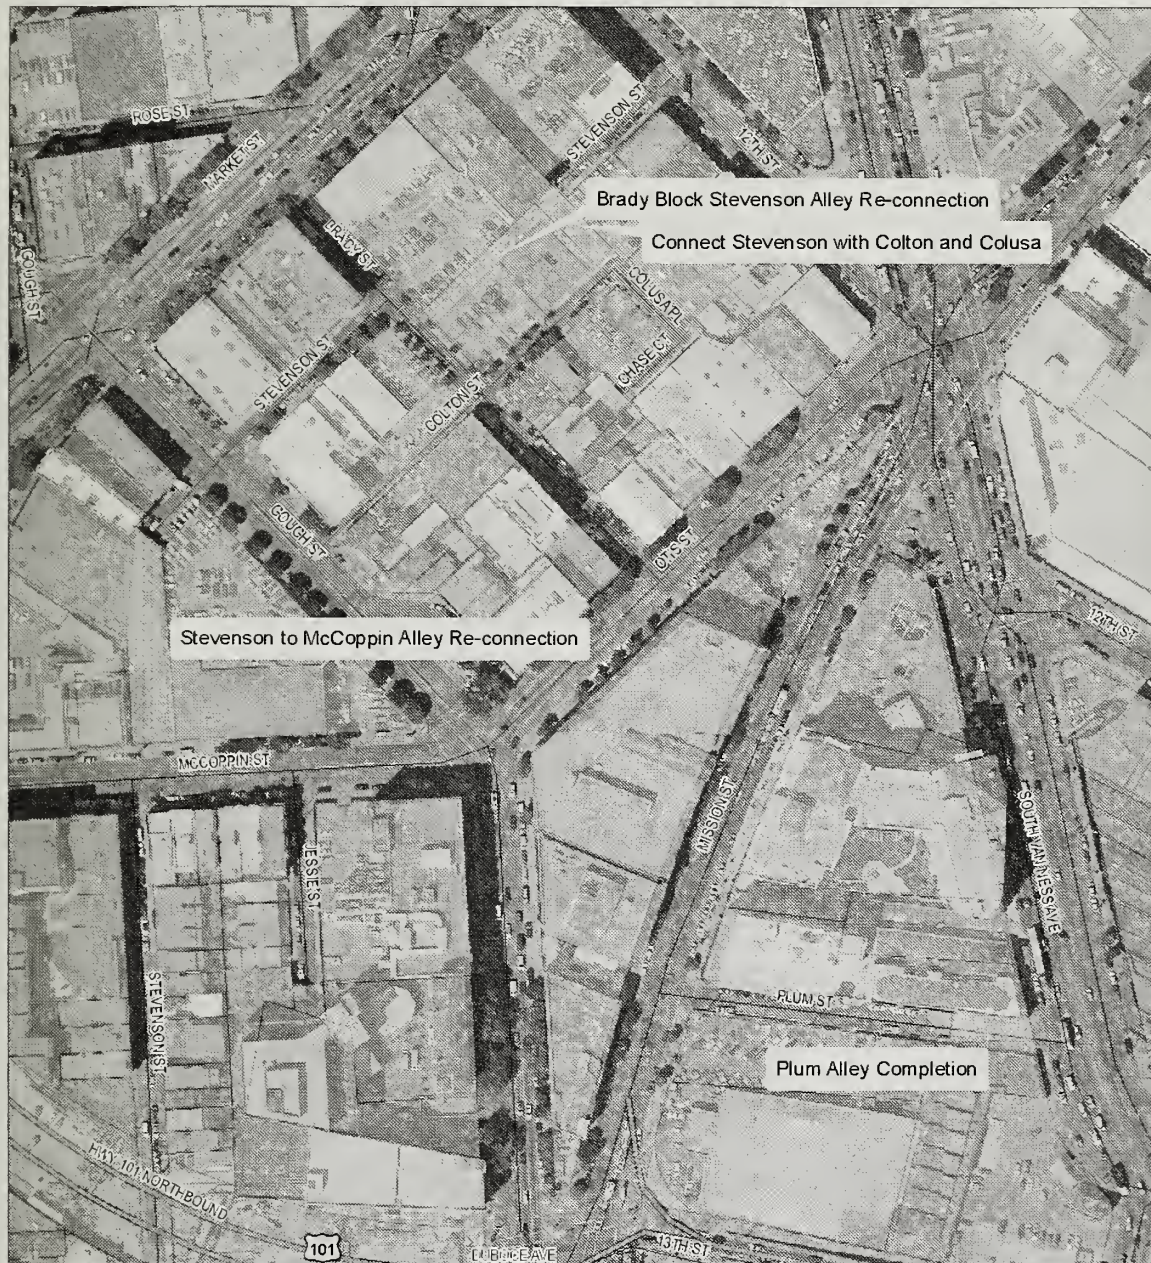 ROSE ST
MARKET ST
STEVENSON ST
12TH ST
Brady Block Stevenson Alley Re-connection
Connect Stevenson with Colton and Colusa
GOUGH ST
BRADY ST
COLUSA PL
CHASE CT
STEVENSON ST
COLTON ST
GOUGH ST
OTIS ST
12TH ST
Stevenson to McCoppin Alley Re-connection
MCCOPPIN ST
MISSION ST
SOUTH VAN NESS AVE
JESSIE ST
STEVENSON ST
PLUM ST
Plum Alley Completion
HWY 101 NORTHBOUND
101
13TH ST